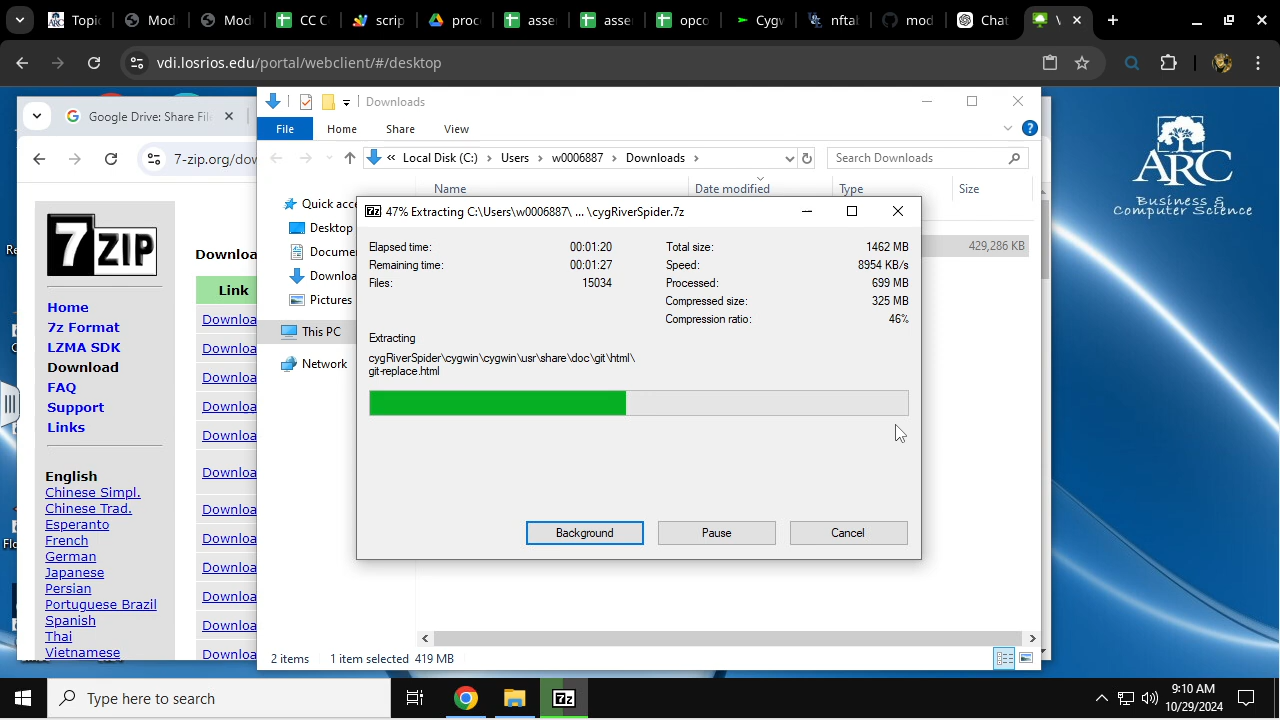 Topic
Mod
Mod
CC C
scrip
proc
asse
asse
opco
Cygv
nftab
mod
Chat
vdi.losrios.edu/portal/webclient/#/desktop
Google Drive: Share File
7-zip.org/dow
7ZIP
Home
7z Format
LZMA SDK
Download
FAQ
Support
Links
English
Chinese Simpl.
Chinese Trad.
Esperanto
French
German
Japanese
Persian
Portuguese Brazil
Spanish
Thai
Vietnamese
Downloa
Link
Downloa
Downloa
Downloa
Downloa
Downloa
Downloa
Downloa
Downloa
Downloa
Downloa
Downloa
Downloa
Downloads
File
Home
Share
View
« Local Disk (C:) > Users > w0006887 > Downloads >
Search Downloads
Name
Date modified
Type
Size
Quick acce
Desktop
Docume
Downloa
Pictures
This PC
Network
429,286 KB
7z 47% Extracting C:\Users\w0006887\ ... \cygRiverSpider.7z
Elapsed time: 00:01:20
Total size: 1462 MB
Remaining time: 00:01:27
Speed: 8954 KB/s
Files: 15034
Processed: 699 MB
Compressed size: 325 MB
Compression ratio: 46%
Extracting
cygRiverSpider\cygwin\cygwin\usr\share\doc\git\html\
git-replace.html
Background
Pause
Cancel
2 items
1 item selected 419 MB
ARC
Business &
Computer Science
Type here to search
7z
9:10 AM
10/29/2024